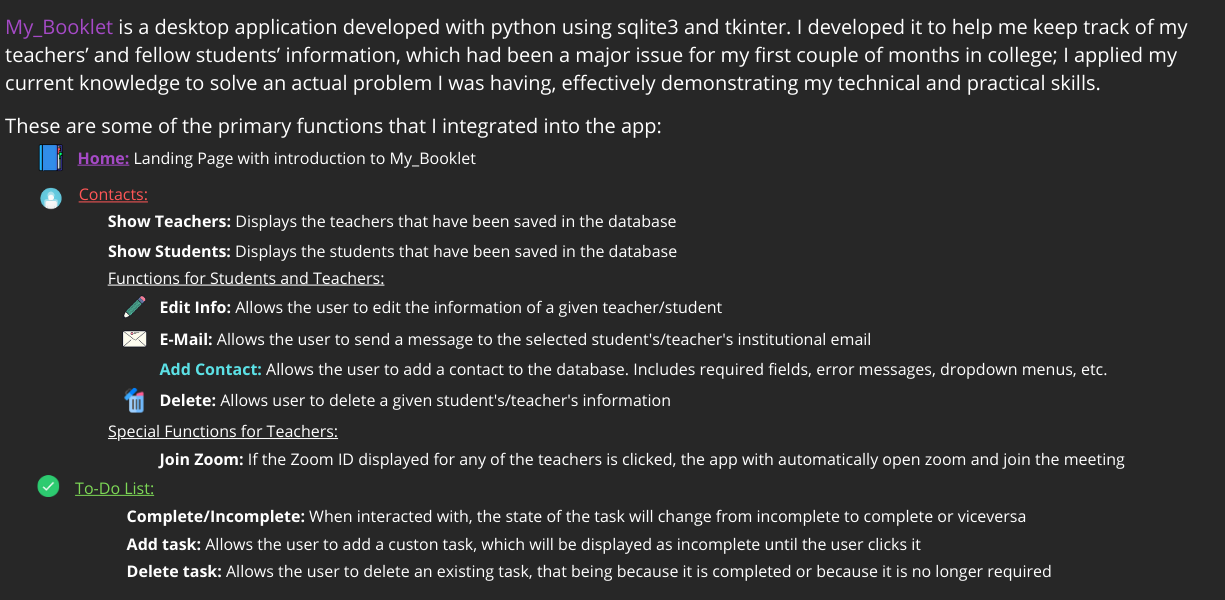 My_Booklet is a desktop application developed with python using sqlite3 and tkinter. I developed it to help me keep track of my
teachers’ and fellow students’ information, which had been a major issue for my first couple of months in college; I applied my
current knowledge to solve an actual problem I was having, effectively demonstrating my technical and practical skills.
These are some of the primary functions that I integrated into the app:
Home: Landing Page with introduction to My_Booklet
Contacts:
Show Teachers: Displays the teachers that have been saved in the database
Show Students: Displays the students that have been saved in the database
Functions for Students and Teachers:
Edit Info: Allows the user to edit the information of a given teacher/student
E-Mail: Allows the user to send a message to the selected student's/teacher's institutional email
Add Contact: Allows the user to add a contact to the database. Includes required fields, error messages, dropdown menus, etc.
Delete: Allows user to delete a given student's/teacher's information
Special Functions for Teachers:
Join Zoom: If the Zoom ID displayed for any of the teachers is clicked, the app with automatically open zoom and join the meeting
To-Do List:
Complete/Incomplete: When interacted with, the state of the task will change from incomplete to complete or viceversa
Add task: Allows the user to add a custon task, which will be displayed as incomplete until the user clicks it
Delete task: Allows the user to delete an existing task, that being because it is completed or because it is no longer required